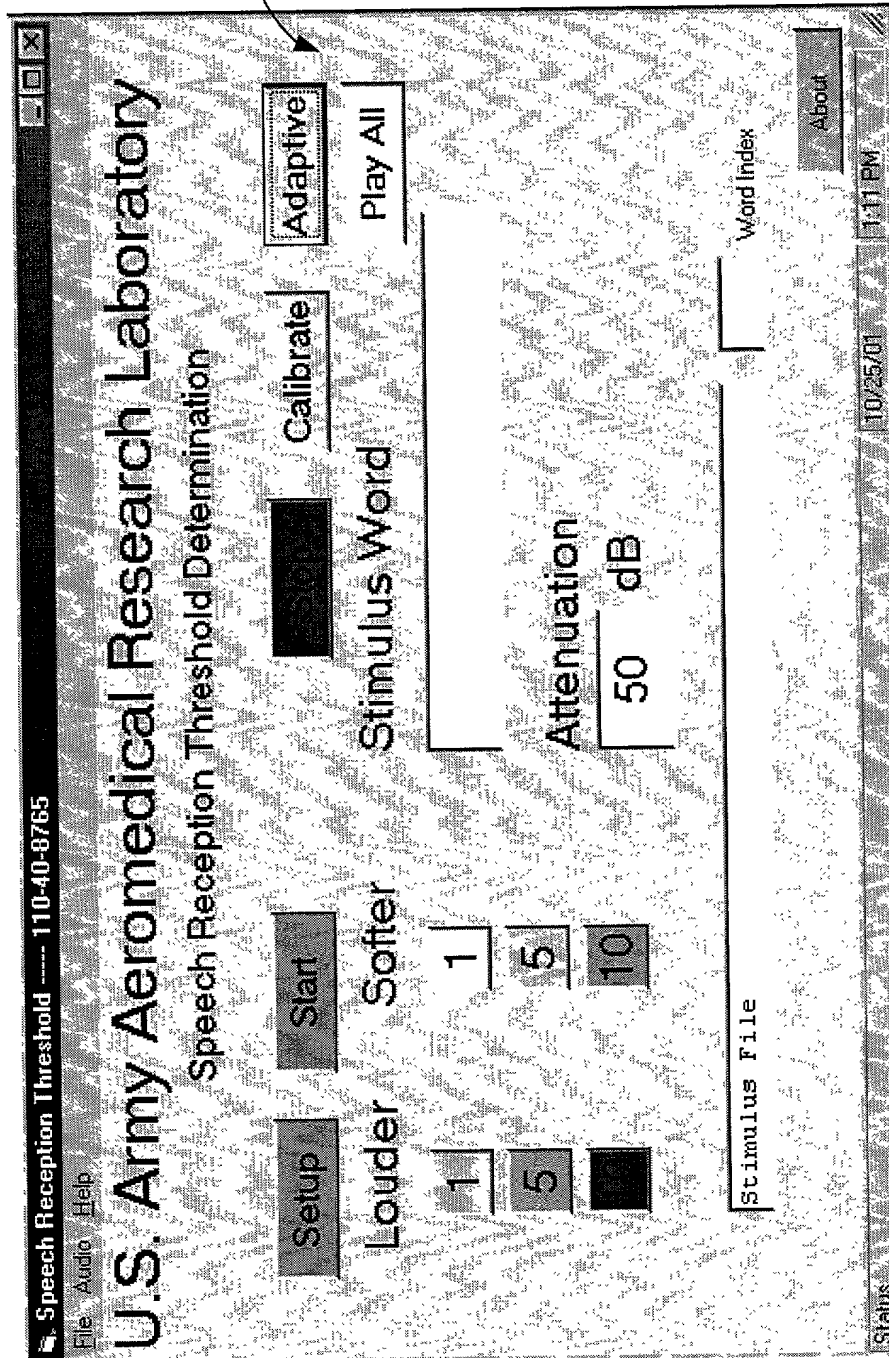 Speech Reception Threshold ----- 110-40-8765
File Audio Help
U.S. Army Aeromedical Research Laboratory
Speech Reception Threshold Determination
Setup Start Stop Calibrate Adaptive
Play All
Louder Softer Stimulus Word
1 1
5 5
10
Attenuation
50 dB
Stimulus File
Word Index
About
Status 10/25/01 1:11 PM